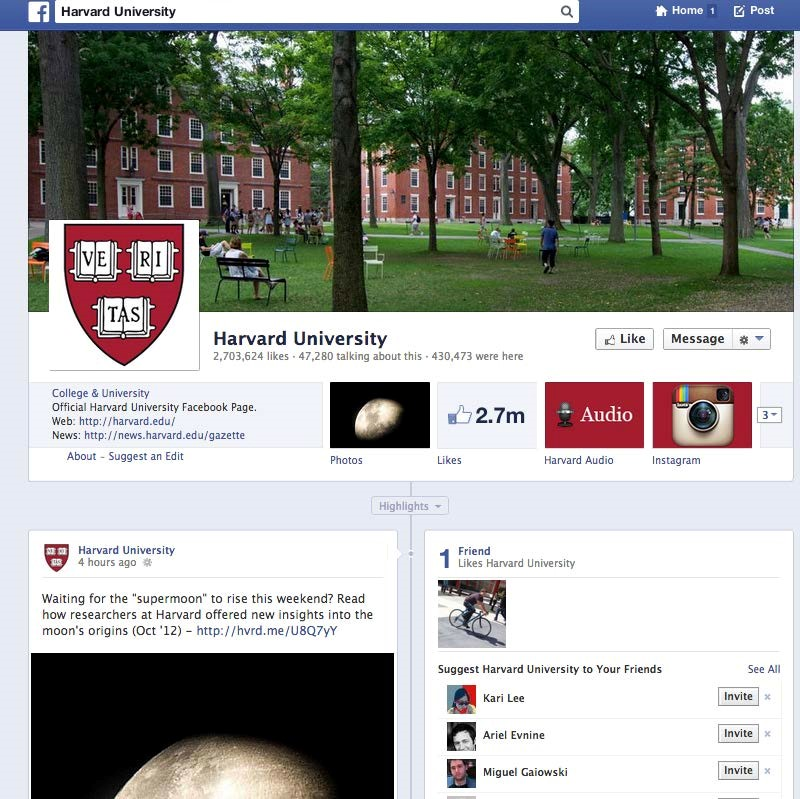 Harvard University
Home 1
Post
VE RI
TAS
Harvard University
2,703,624 likes · 47,280 talking about this · 430,473 were here
Like
Message
College & University
Official Harvard University Facebook Page.
Web: http://harvard.edu/
News: http://news.harvard.edu/gazette
About – Suggest an Edit
Photos
2.7m
Likes
Audio
Harvard Audio
Instagram
3
Highlights
Harvard University
4 hours ago
Waiting for the "supermoon" to rise this weekend? Read
how researchers at Harvard offered new insights into the
moon's origins (Oct '12) – http://hvrd.me/U8Q7yY
1 Friend
Likes Harvard University
Suggest Harvard University to Your Friends
See All
Kari Lee
Invite
Ariel Evnine
Invite
Miguel Gaiowski
Invite